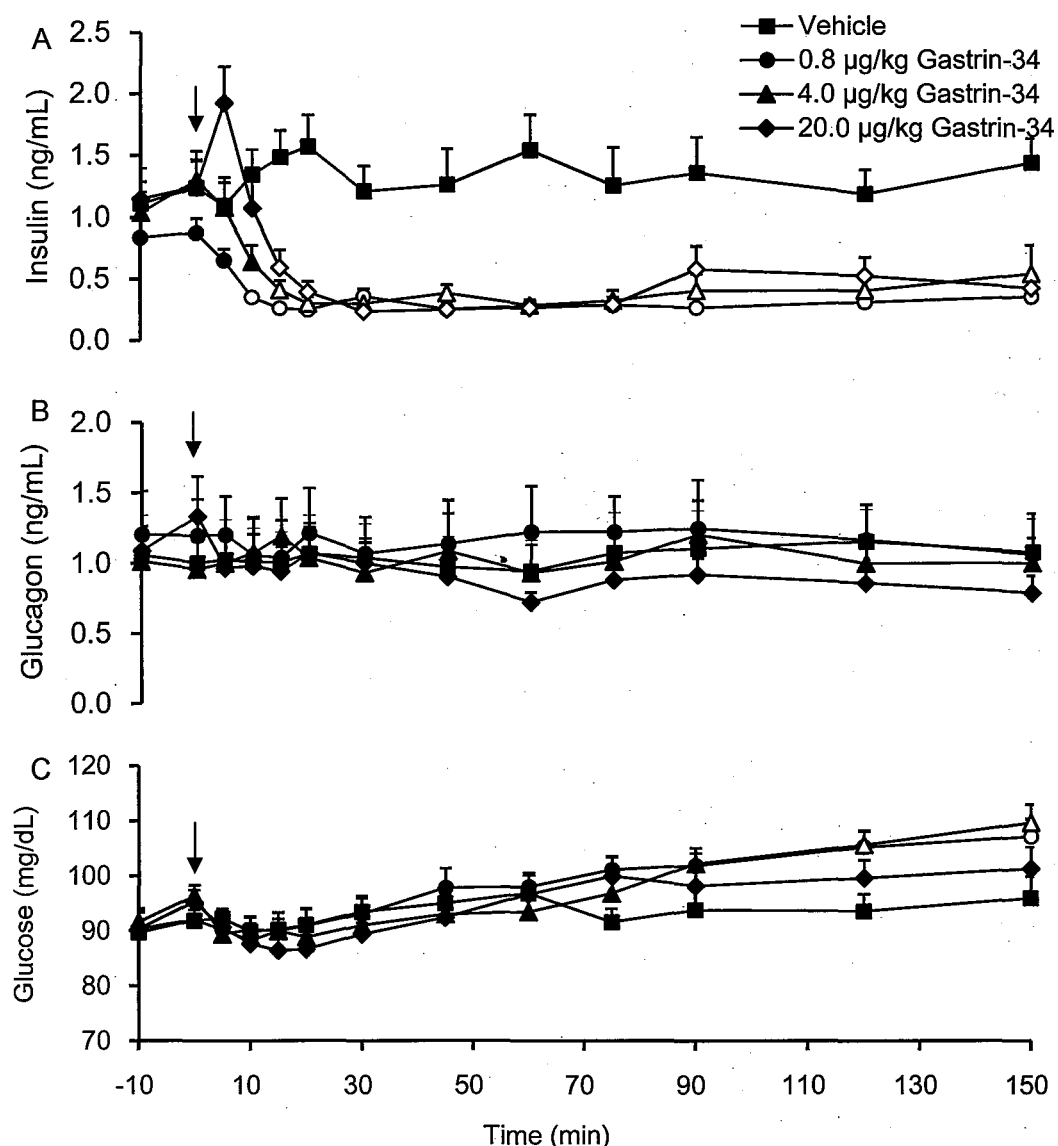 A
2.5
2.0
1.5
1.0
0.5
0.0
Insulin (ng/mL)
Vehicle
0.8 µg/kg Gastrin-34
4.0 µg/kg Gastrin-34
20.0 µg/kg Gastrin-34
B
2.0
1.5
1.0
0.5
0.0
Glucagon (ng/mL)
C
120
110
100
90
80
70
Glucose (mg/dL)
-10 10 30 50 70 90 110 130 150
Time (min)